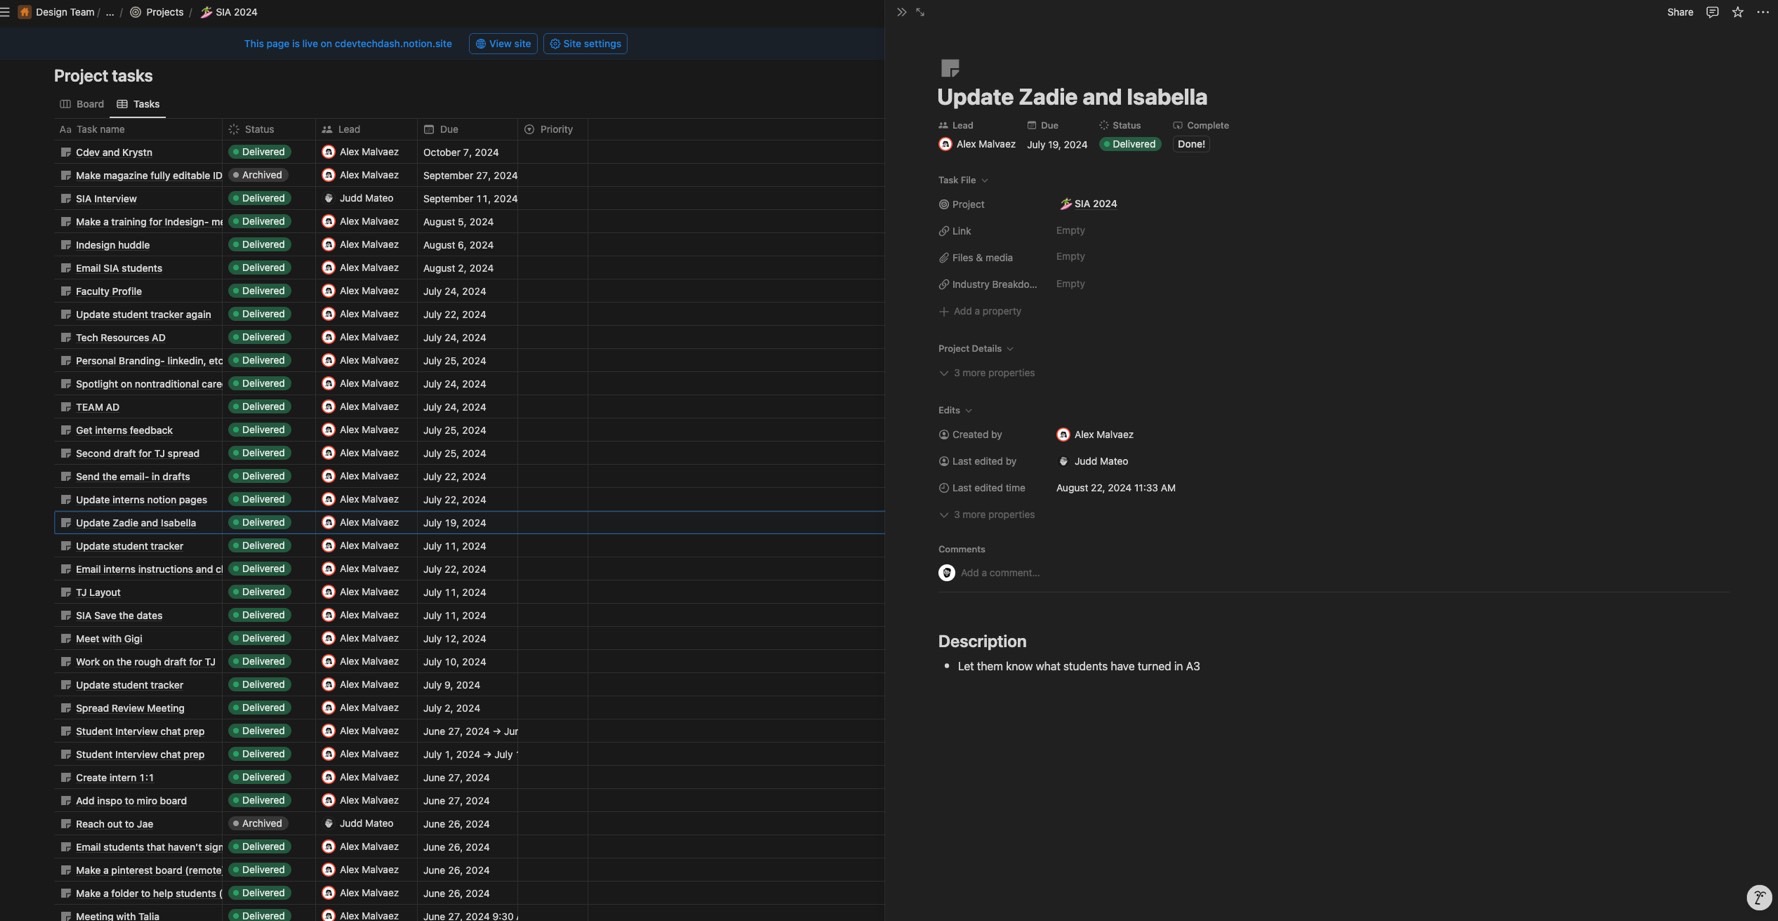 Design Team / ... / Projects / SIA 2024
This page is live on cdevtechdash.notion.site View site Site settings
Project tasks
Board Tasks
Aa Task name Status Lead Due Priority
Cdev and Krystn Delivered Alex Malvaez October 7, 2024
Make magazine fully editable ID Archived Alex Malvaez September 27, 2024
SIA Interview Delivered Judd Mateo September 11, 2024
Make a training for Indesign- me Delivered Alex Malvaez August 5, 2024
Indesign huddle Delivered Alex Malvaez August 6, 2024
Email SIA students Delivered Alex Malvaez August 2, 2024
Faculty Profile Delivered Alex Malvaez July 24, 2024
Update student tracker again Delivered Alex Malvaez July 22, 2024
Tech Resources AD Delivered Alex Malvaez July 24, 2024
Personal Branding- linkedin, etc Delivered Alex Malvaez July 25, 2024
Spotlight on nontraditional care Delivered Alex Malvaez July 24, 2024
TEAM AD Delivered Alex Malvaez July 24, 2024
Get interns feedback Delivered Alex Malvaez July 25, 2024
Second draft for TJ spread Delivered Alex Malvaez July 25, 2024
Send the email- in drafts Delivered Alex Malvaez July 22, 2024
Update interns notion pages Delivered Alex Malvaez July 22, 2024
Update Zadie and Isabella Delivered Alex Malvaez July 19, 2024
Update student tracker Delivered Alex Malvaez July 11, 2024
Email interns instructions and cl Delivered Alex Malvaez July 22, 2024
TJ Layout Delivered Alex Malvaez July 11, 2024
SIA Save the dates Delivered Alex Malvaez July 11, 2024
Meet with Gigi Delivered Alex Malvaez July 12, 2024
Work on the rough draft for TJ Delivered Alex Malvaez July 10, 2024
Update student tracker Delivered Alex Malvaez July 9, 2024
Spread Review Meeting Delivered Alex Malvaez July 2, 2024
Student Interview chat prep Delivered Alex Malvaez June 27, 2024 → Jur
Student Interview chat prep Delivered Alex Malvaez July 1, 2024 → July
Create intern 1:1 Delivered Alex Malvaez June 27, 2024
Add inspo to miro board Delivered Alex Malvaez June 27, 2024
Reach out to Jae Archived Judd Mateo June 26, 2024
Email students that haven't sign Delivered Alex Malvaez June 26, 2024
Make a pinterest board (remote) Delivered Alex Malvaez June 26, 2024
Make a folder to help students ( Delivered Alex Malvaez June 26, 2024
Meeting with Talia Delivered Alex Malvaez June 27, 2024 9:30
Share
Update Zadie and Isabella
Lead Due Status Complete
Alex Malvaez July 19, 2024 Delivered Done!
Task File
Project SIA 2024
Link Empty
Files & media Empty
Industry Breakdo... Empty
Add a property
Project Details
3 more properties
Edits
Created by Alex Malvaez
Last edited by Judd Mateo
Last edited time August 22, 2024 11:33 AM
3 more properties
Comments
Add a comment...
Description
• Let them know what students have turned in A3